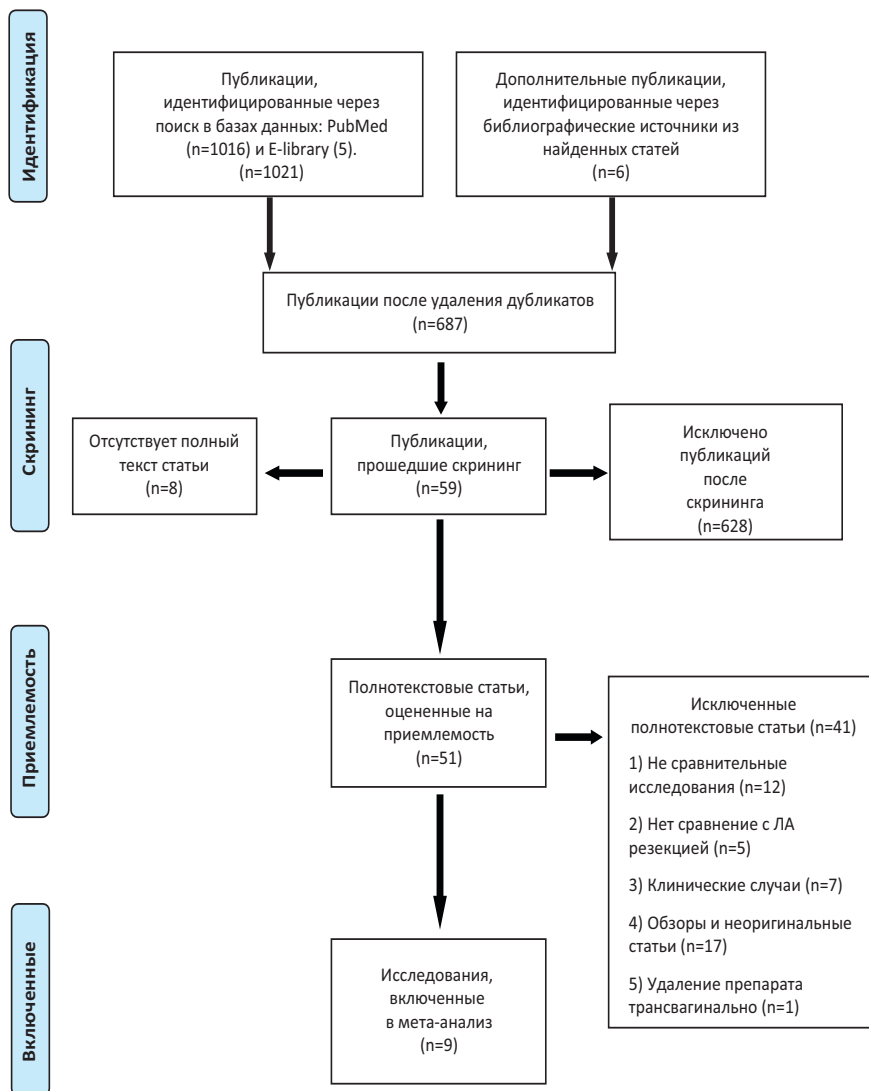 Идентификация
Публикации,
идентифицированные через
поиск в базах данных: PubMed
(n=1016) и E-library (5).
(n=1021)
Дополнительные публикации,
идентифицированные через
библиографические источники из
найденных статей
(n=6)
Публикации после удаления дубликатов
(n=687)
Скрининг
Отсутствует полный
текст статьи
(n=8)
Публикации,
прошедшие скрининг
(n=59)
Исключено
публикаций
после
скрининга
(n=628)
Приемлемость
Полнотекстовые статьи,
оцененные на
приемлемость
(n=51)
Исключенные
полнотекстовые статьи (n=41)
1) Не сравнительные
исследования (n=12)
2) Нет сравнение с ЛА
резекцией (n=5)
3) Клинические случаи (n=7)
4) Обзоры и неоригинальные
статьи (n=17)
5) Удаление препарата
трансвагинально (n=1)
Включенные
Исследования,
включенные
в мета-анализ
(n=9)